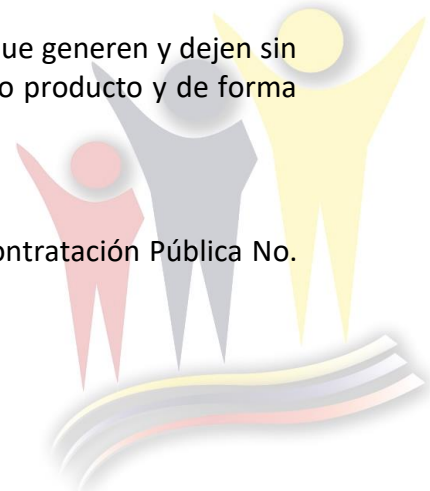 ue generen y dejen sin
o producto y de forma
ontratación Pública No.